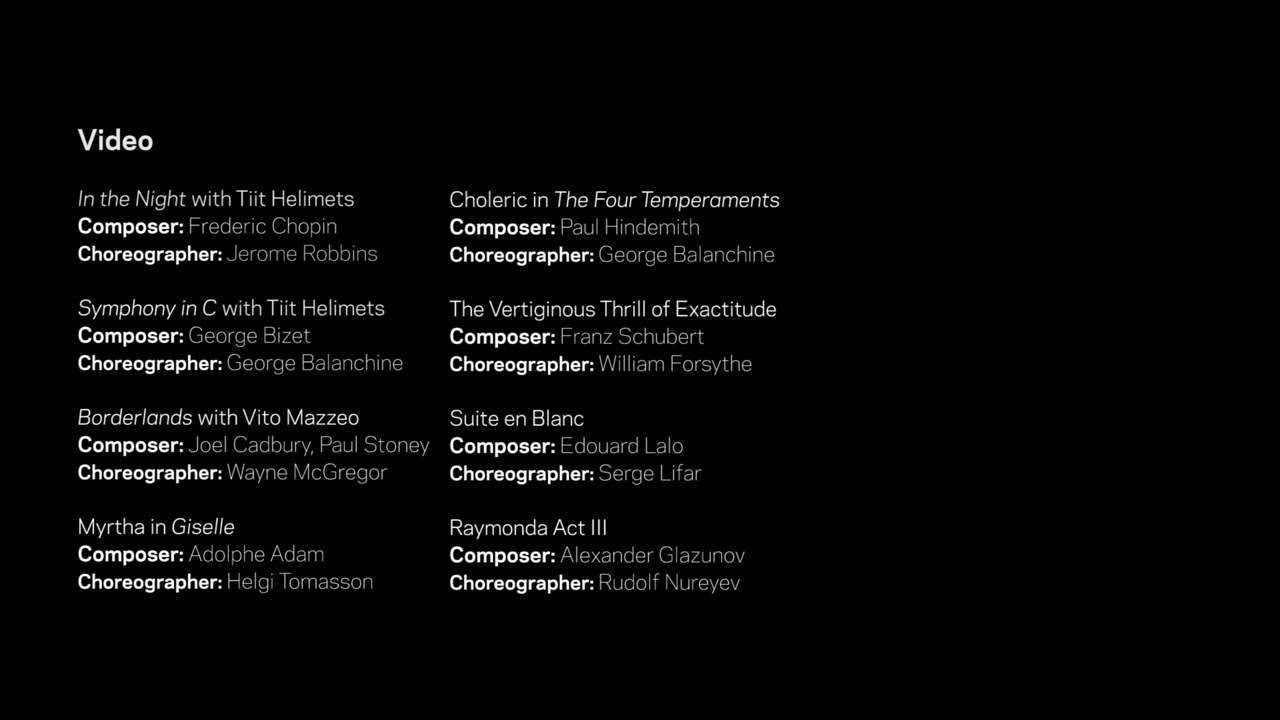 Video
In the Night with Tiit Helimets
Composer: Frederic Chopin
Choreographer: Jerome Robbins
Symphony in C with Tiit Helimets
Composer: George Bizet
Choreographer: George Balanchine
Borderlands with Vito Mazzeo
Composer: Joel Cadbury, Paul Stoney
Choreographer: Wayne McGregor
Myrtha in Giselle
Composer: Adolphe Adam
Choreographer: Helgi Tomasson
Choleric in The Four Temperaments
Composer: Paul Hindemith
Choreographer: George Balanchine
The Vertiginous Thrill of Exactitude
Composer: Franz Schubert
Choreographer: William Forsythe
Suite en Blanc
Composer: Edouard Lalo
Choreographer: Serge Lifar
Raymonda Act III
Composer: Alexander Glazunov
Choreographer: Rudolf Nureyev